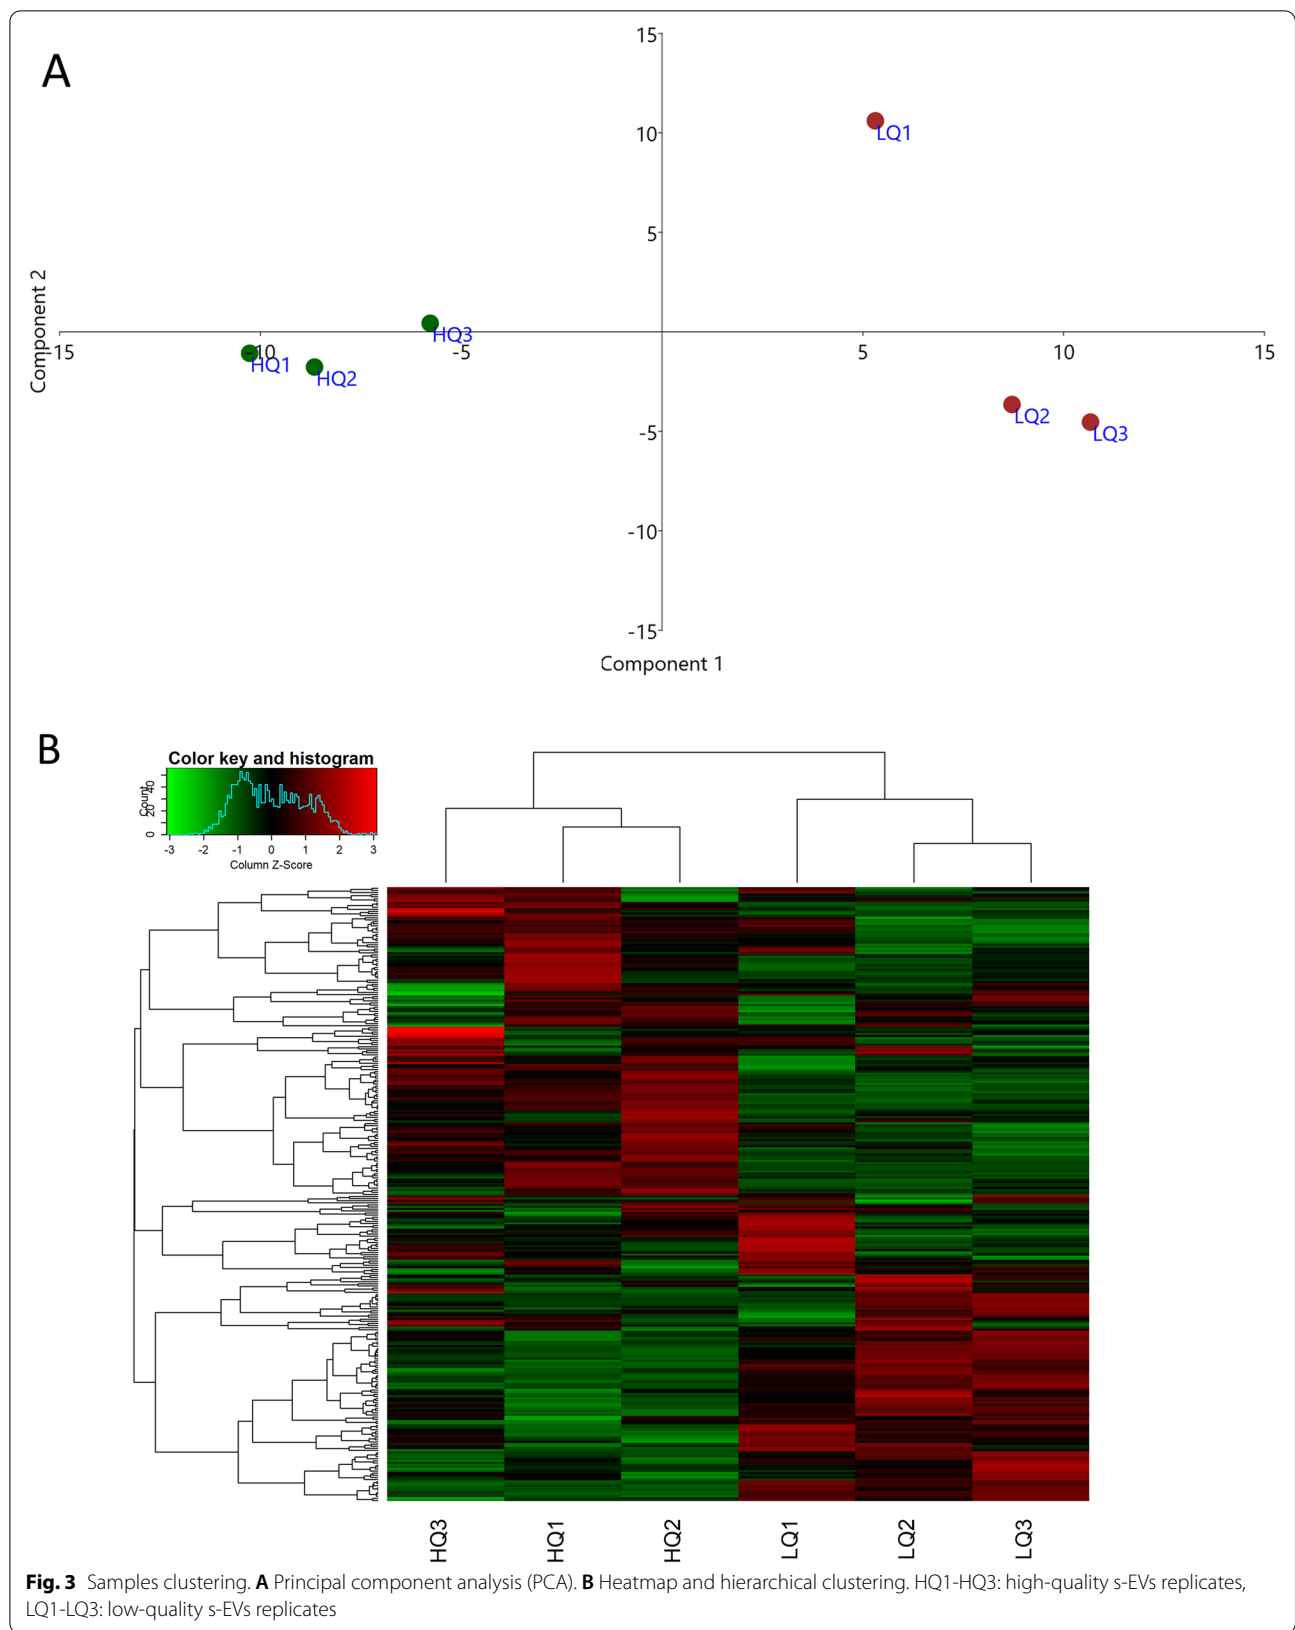 A
15
10
5
-5
-10
-15
-15
-10
-5
5
10
15
Component 2
Component 1
LQ1
HQ3
HQ1
HQ2
LQ2
LQ3
B
Color key and histogram
Count
0 20 40
-3 -2 -1 0 1 2 3
Column Z-Score
HQ3 HQ1 HQ2 LQ1 LQ2 LQ3
Fig. 3 Samples clustering. A Principal component analysis (PCA). B Heatmap and hierarchical clustering. HQ1-HQ3: high-quality s-EVs replicates,
LQ1-LQ3: low-quality s-EVs replicates